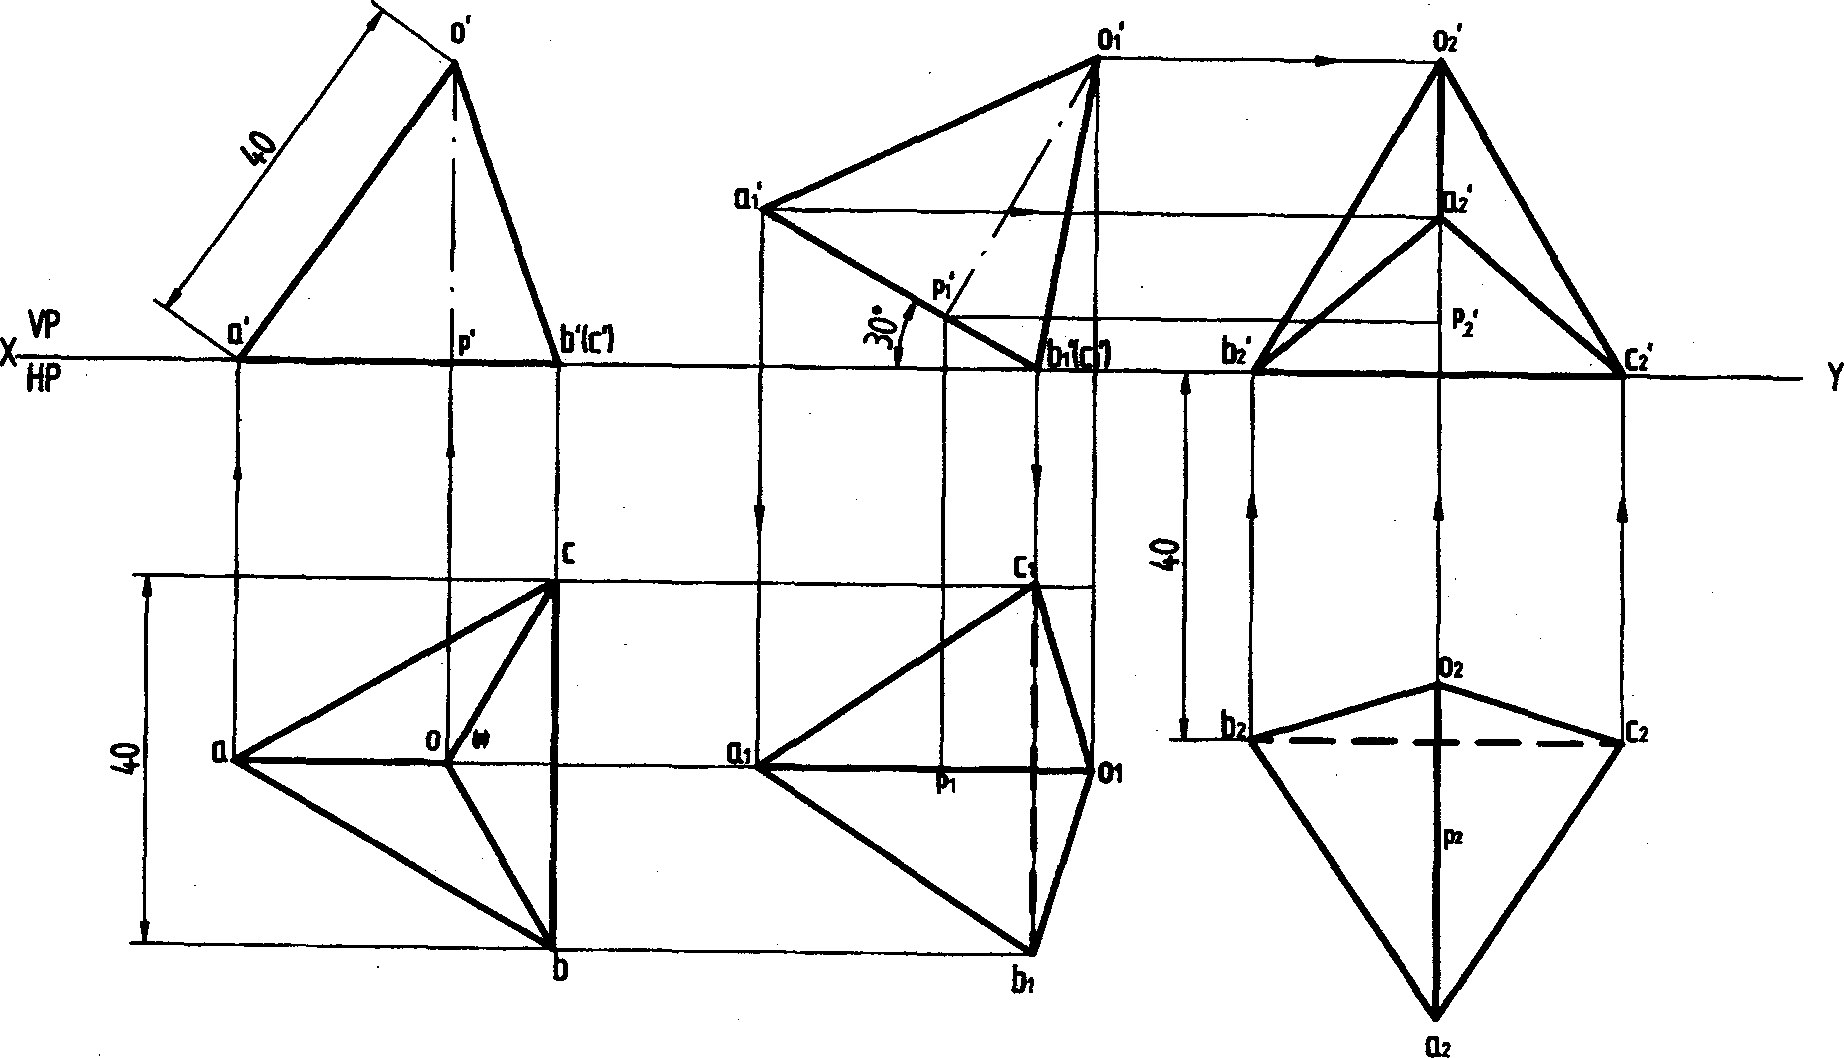 o'
o1'
o2'
40
a1'
a2'
p1'
30°
VP
a'
p'
b'(c')
b1'(c')
p2'
b2'
c2'
X
HP
Y
c
c1
40
o2
a
o
a1
p1
o1
b2
c2
40
p2
b
b1
a2